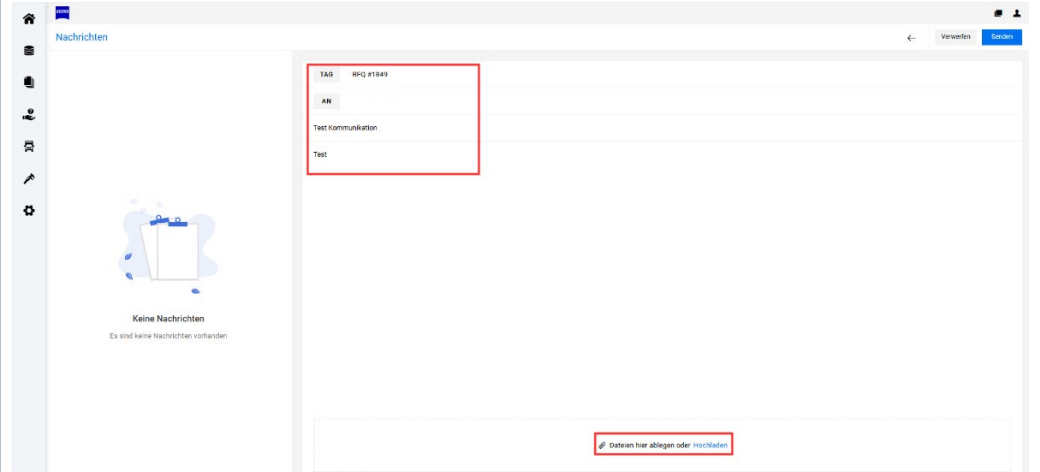 ZEISS
Nachrichten
Verwerfen
Senden
TAG RFQ #1849
AN
Test Kommunikation
Test
Keine Nachrichten
Es sind keine Nachrichten vorhanden
Dateien hier ablegen oder Hochladen